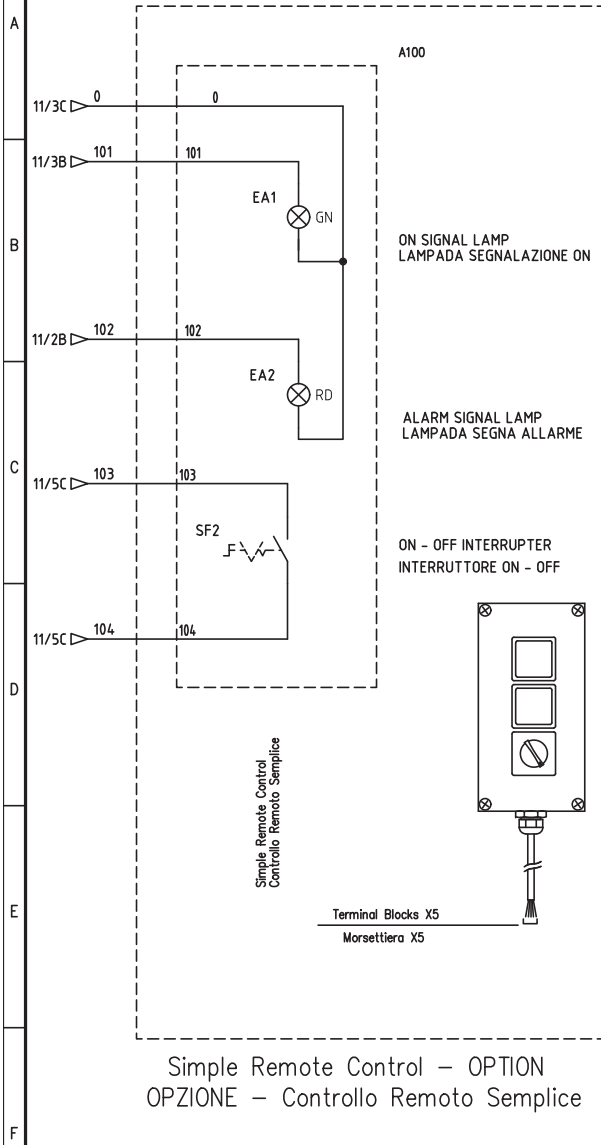 A
A100
11/3C 0 0
11/3B 101 101
EA1
GN
B
ON SIGNAL LAMP
LAMPADA SEGNALAZIONE ON
11/2B 102 102
EA2
RD
ALARM SIGNAL LAMP
LAMPADA SEGNA ALLARME
C
11/5C 103 103
SF2
ON - OFF INTERRUPTER
INTERRUTTORE ON - OFF
11/5C 104 104
D
Simple Remote Control
Controllo Remoto Semplice
E
Terminal Blocks X5
Morsettiera X5
Simple Remote Control - OPTION
OPZIONE - Controllo Remoto Semplice
F